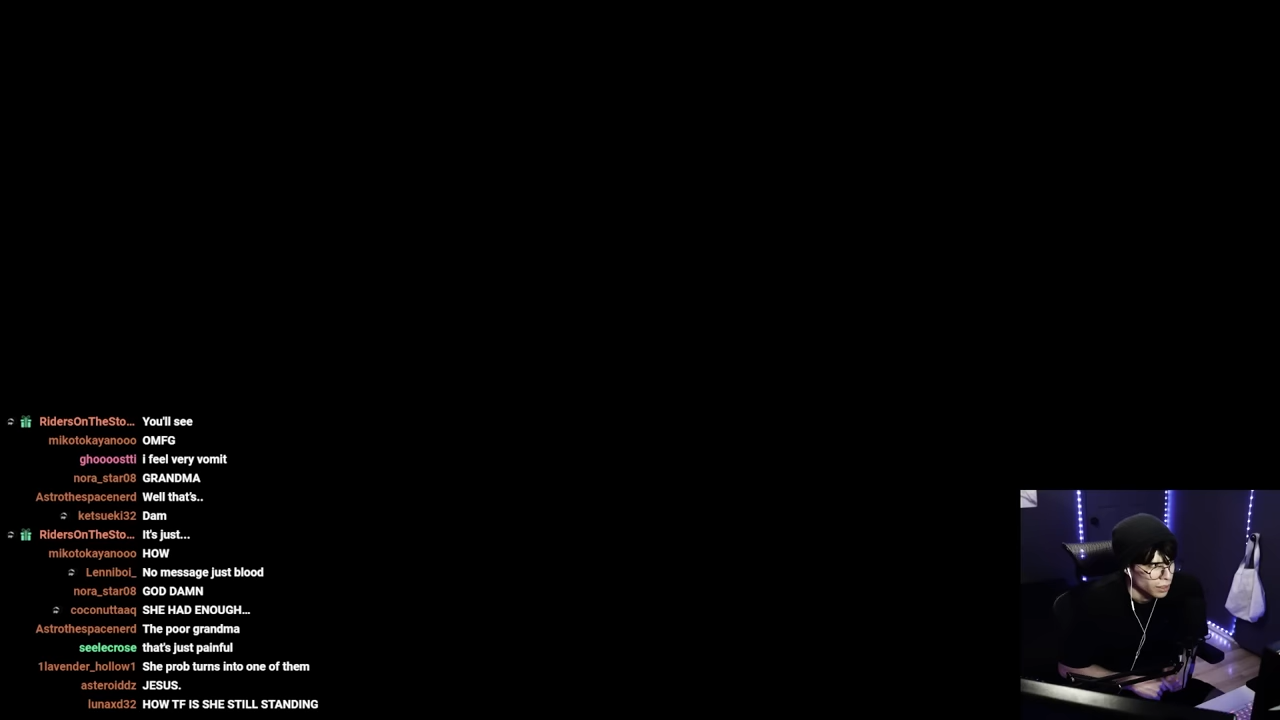 RidersOnTheSto... You'll see
mikotokayanooo OMFG
ghoooostti i feel very vomit
nora_star08 GRANDMA
Astrothespacenerd Well that's..
ketsueki32 Dam
RidersOnTheSto... It's just...
mikotokayanooo HOW
Lenniboi_ No message just blood
nora_star08 GOD DAMN
coconuttaaq SHE HAD ENOUGH...
Astrothespacenerd The poor grandma
seelecrose that's just painful
1lavender_hollow1 She prob turns into one of them
asteroiddz JESUS.
lunaxd32 HOW TF IS SHE STILL STANDING